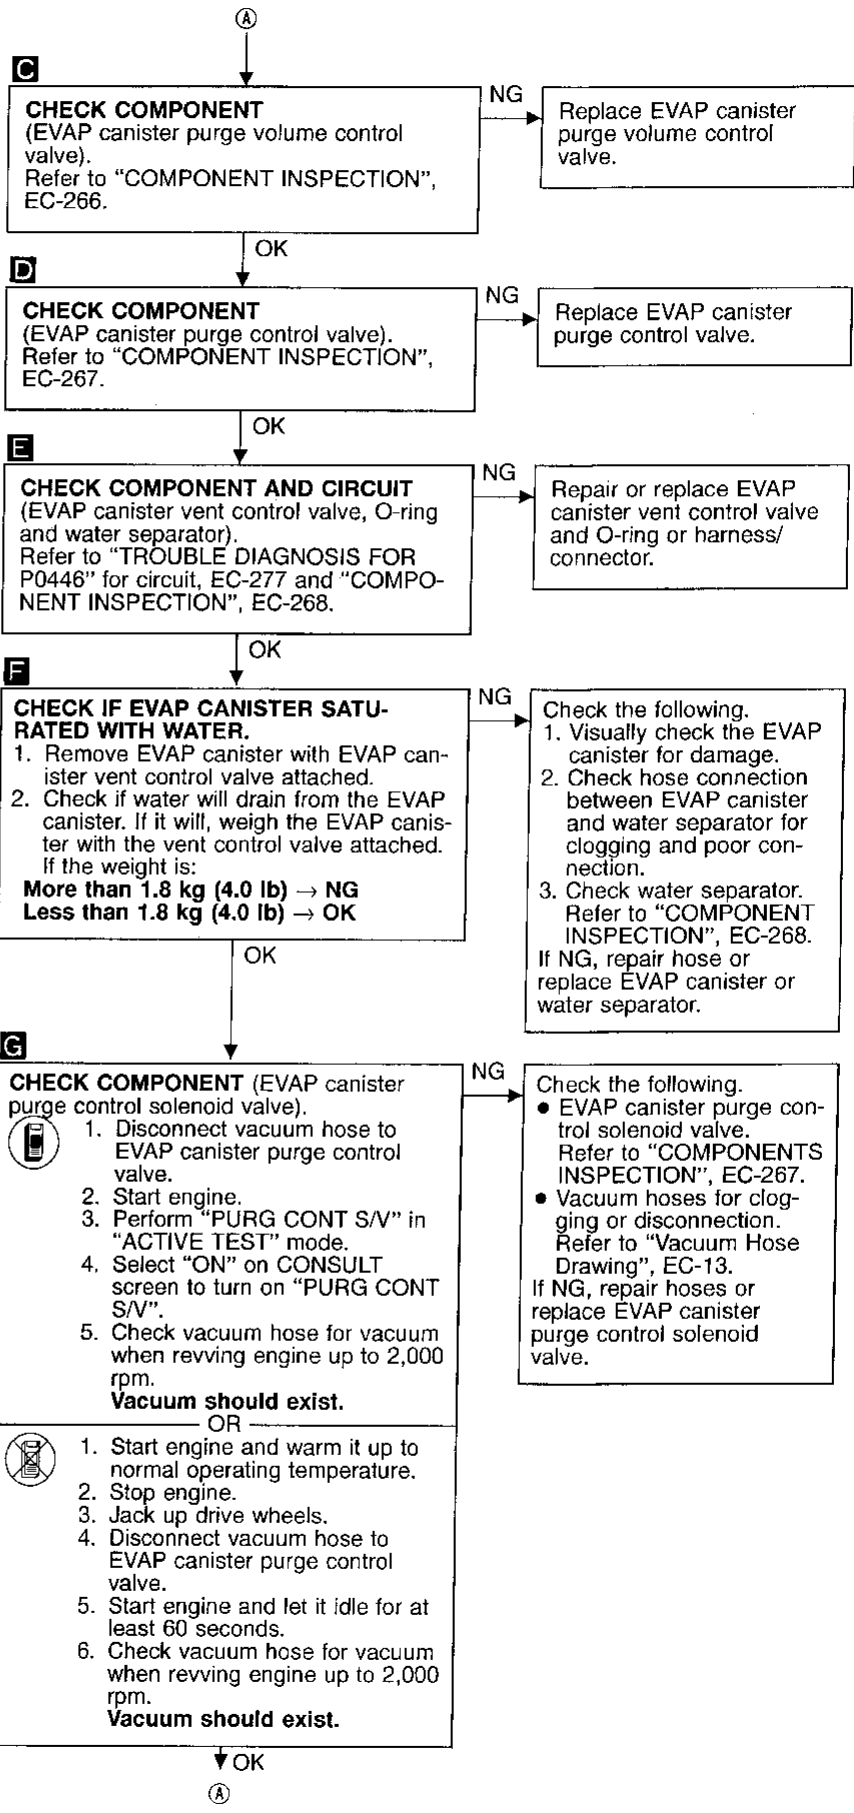 Ⓐ
C
CHECK COMPONENT
(EVAP canister purge volume control
valve).
Refer to “COMPONENT INSPECTION”,
EC-266.
NG
Replace EVAP canister
purge volume control
valve.
OK
D
CHECK COMPONENT
(EVAP canister purge control valve).
Refer to “COMPONENT INSPECTION”,
EC-267.
NG
Replace EVAP canister
purge control valve.
OK
E
CHECK COMPONENT AND CIRCUIT
(EVAP canister vent control valve, O-ring
and water separator).
Refer to “TROUBLE DIAGNOSIS FOR
P0446” for circuit, EC-277 and “COMPO-
NENT INSPECTION”, EC-268.
NG
Repair or replace EVAP
canister vent control valve
and O-ring or harness/
connector.
OK
F
CHECK IF EVAP CANISTER SATU-
RATED WITH WATER.
1. Remove EVAP canister with EVAP can-
ister vent control valve attached.
2. Check if water will drain from the EVAP
canister. If it will, weigh the EVAP canis-
ter with the vent control valve attached.
If the weight is:
More than 1.8 kg (4.0 lb) → NG
Less than 1.8 kg (4.0 lb) → OK
NG
Check the following.
1. Visually check the EVAP
canister for damage.
2. Check hose connection
between EVAP canister
and water separator for
clogging and poor con-
nection.
3. Check water separator.
Refer to “COMPONENT
INSPECTION”, EC-268.
If NG, repair hose or
replace EVAP canister or
water separator.
OK
G
CHECK COMPONENT (EVAP canister
purge control solenoid valve).
1. Disconnect vacuum hose to
EVAP canister purge control
valve.
2. Start engine.
3. Perform “PURG CONT S/V” in
“ACTIVE TEST” mode.
4. Select “ON” on CONSULT
screen to turn on “PURG CONT
S/V”.
5. Check vacuum hose for vacuum
when revving engine up to 2,000
rpm.
Vacuum should exist.
OR
1. Start engine and warm it up to
normal operating temperature.
2. Stop engine.
3. Jack up drive wheels.
4. Disconnect vacuum hose to
EVAP canister purge control
valve.
5. Start engine and let it idle for at
least 60 seconds.
6. Check vacuum hose for vacuum
when revving engine up to 2,000
rpm.
Vacuum should exist.
NG
Check the following.
● EVAP canister purge con-
trol solenoid valve.
Refer to “COMPONENTS
INSPECTION”, EC-267.
● Vacuum hoses for clog-
ging or disconnection.
Refer to “Vacuum Hose
Drawing”, EC-13.
If NG, repair hoses or
replace EVAP canister
purge control solenoid
valve.
OK
Ⓐ